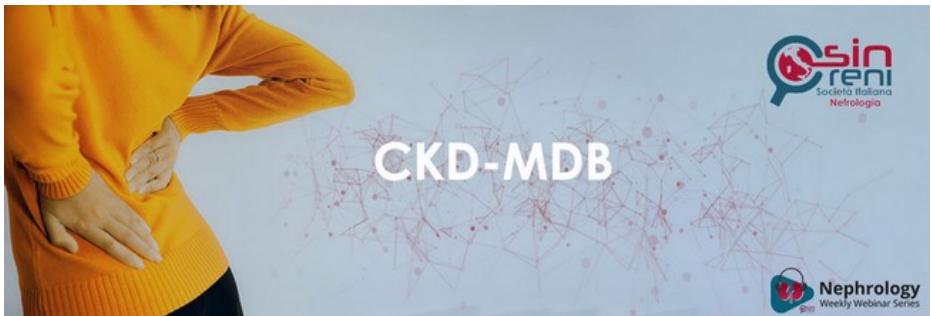 sin
reni
Società Italiana
Nefrologia
CKD-MDB
Nephrology
Weekly Webinar Series